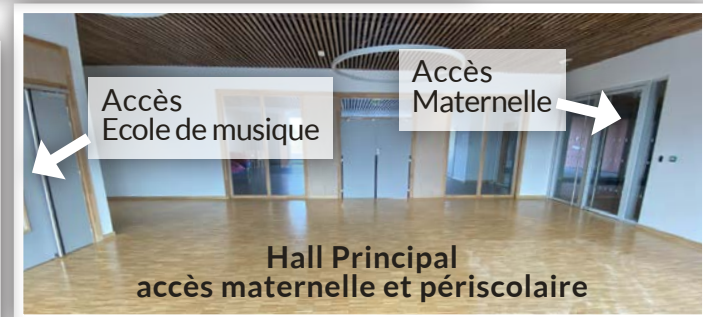 Accès
Ecole de musique
Accès
Maternelle
Hall Principal
accès maternelle et périscolaire